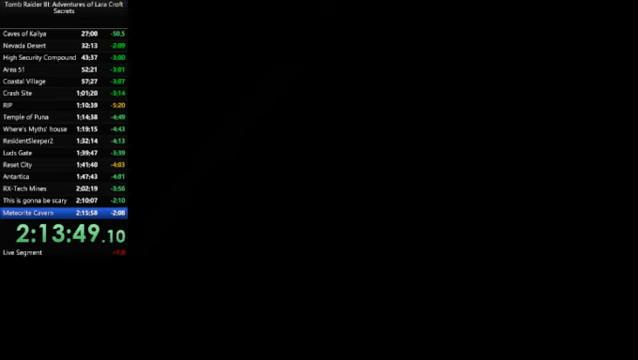 Tomb Raider III: Adventures of Lara Croft
Secrets
Caves of Kaliya 27:00 -50.5
Nevada Desert 32:13 -2:09
High Security Compound 43:37 -3:00
Area 51 52:21 -3:01
Coastal Village 57:27 -3:07
Crash Site 1:01:20 -3:14
RIP 1:10:39 -5:20
Temple of Puna 1:14:38 -4:49
Where's Myths' house 1:19:15 -4:43
ResidentSleeper2 1:32:14 -4:13
Luds Gate 1:39:47 -3:39
Reset City 1:41:40 -4:03
Antartica 1:47:43 -4:01
RX-Tech Mines 2:02:19 -3:56
This is gonna be scary 2:10:07 -2:10
Meteorite Cavern 2:15:58 -2:08
2:13:49.10
Live Segment